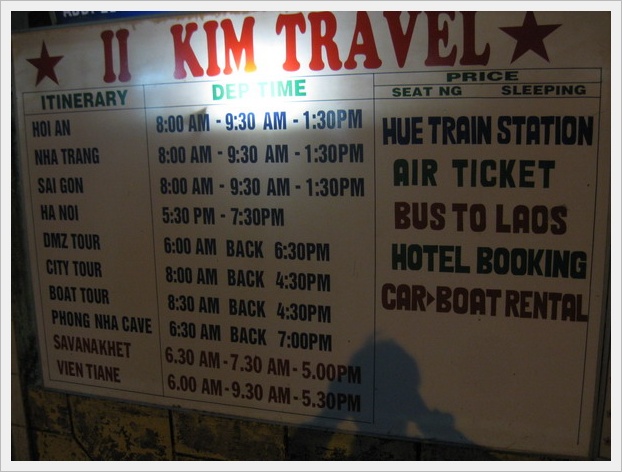 II KIM TRAVEL
ITINERARY DEP TIME PRICE
SEATNG SLEEPING
HOI AN 8:00 AM - 9:30 AM - 1:30PM
NHA TRANG 8:00 AM - 9:30 AM - 1:30PM
SAI GON 8:00 AM - 9:30 AM - 1:30PM
HA NOI 5:30 PM - 7:30PM
DMZ TOUR 6:00 AM BACK 6:30PM
CITY TOUR 8:00 AM BACK 4:30PM
BOAT TOUR 8:30 AM BACK 4:30PM
PHONG NHA CAVE 6:30 AM BACK 7:00PM
SAVANAKHET 6.30 AM - 7.30 AM - 5.00PM
VIEN TIANE 6.00 AM - 9.30 AM - 5.30PM
HUE TRAIN STATION
AIR TICKET
BUS TO LAOS
HOTEL BOOKING
CAR▸BOAT RENTAL